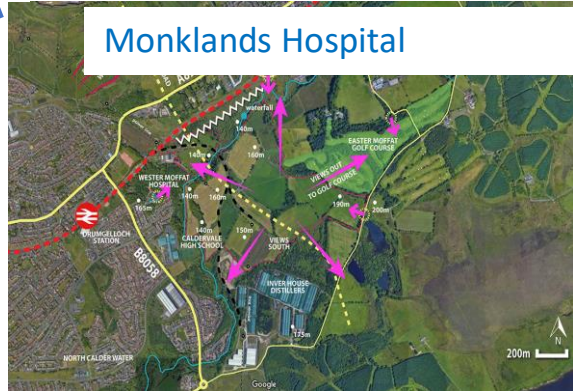 Monklands Hospital
waterfall
140m
140m
160m
EASTER MOFFAT
GOLF COURSE
VIEWS OUT
TO GOLF COURSE
WESTER MOFFAT
HOSPITAL
165m
140m
160m
190m
200m
DRUMGELLOCH
STATION
140m
CALDERVALE
HIGH SCHOOL
150m
VIEWS
SOUTH
B8058
INVER HOUSE
DISTILLERS
175m
NORTH CALDER WATER
Google
N
200m